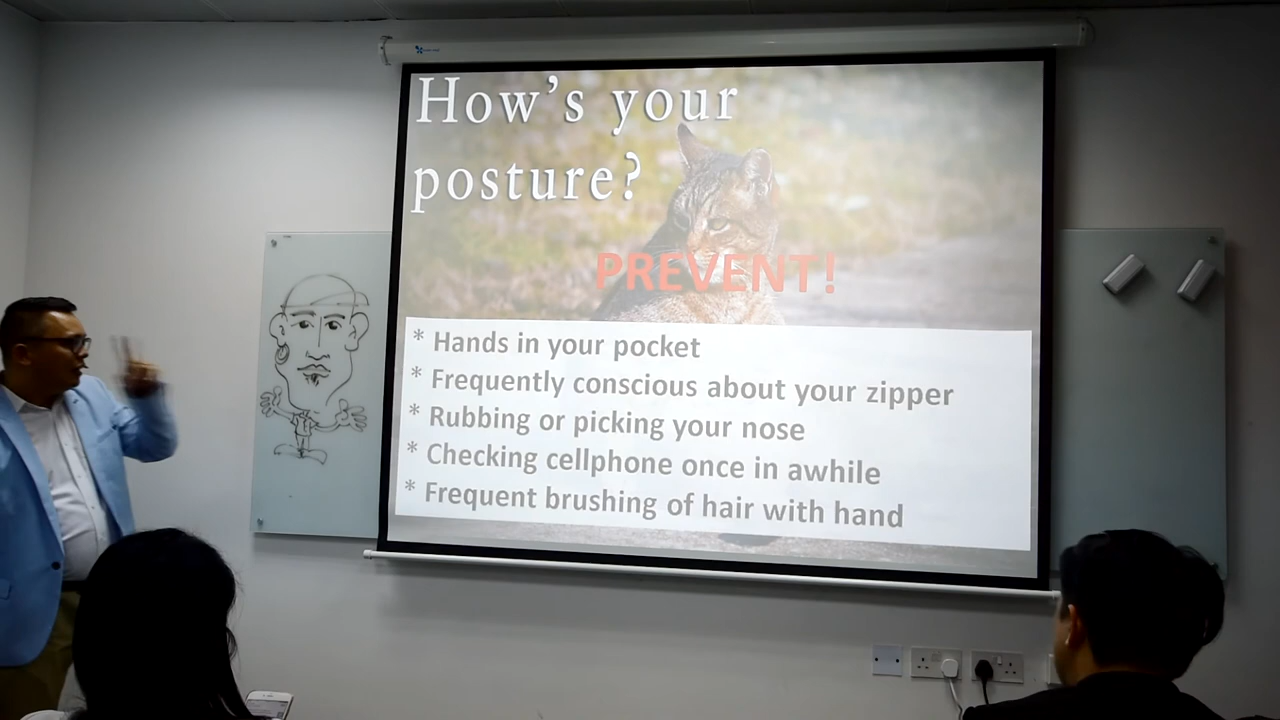 How's your
posture?
PREVENT!
* Hands in your pocket
* Frequently conscious about your zipper
* Rubbing or picking your nose
* Checking cellphone once in awhile
* Frequent brushing of hair with hand